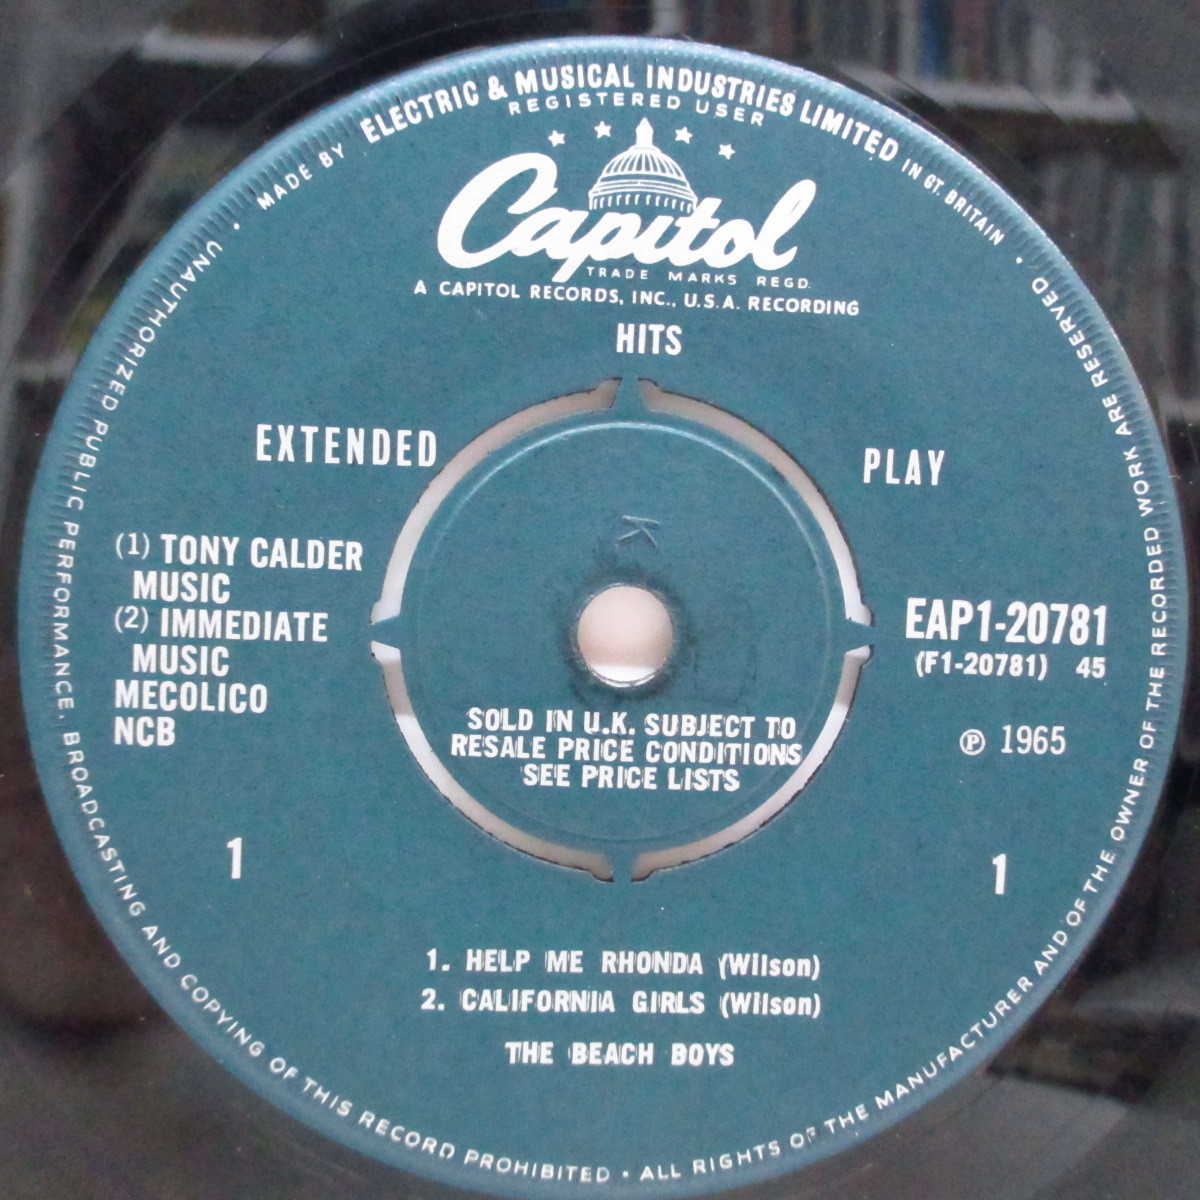 MADE BY ELECTRIC & MUSICAL INDUSTRIES LIMITED IN GT. BRITAIN •
REGISTERED USER
Capitol
TRADE MARKS REGD.
A CAPITOL RECORDS, INC., U.S.A. RECORDING
HITS
EXTENDED PLAY
(1) TONY CALDER
MUSIC
(2) IMMEDIATE
MUSIC
MECOLICO
NCB
K
EAP1-20781
(F1-20781) 45
℗ 1965
SOLD IN U.K. SUBJECT TO
RESALE PRICE CONDITIONS
SEE PRICE LISTS
1 1
1. HELP ME RHONDA (Wilson)
2. CALIFORNIA GIRLS (Wilson)
THE BEACH BOYS
• UNAUTHORIZED PUBLIC PERFORMANCE, BROADCASTING AND COPYING OF THIS RECORD PROHIBITED • ALL RIGHTS OF THE MANUFACTURER AND OF THE OWNER OF THE RECORDED WORK ARE RESERVED